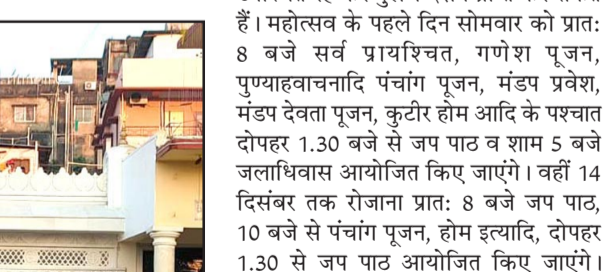 हैं। महोत्सव के पहले दिन सोमवार को प्रात:
8 बजे सर्व प्रायश्चित, गणेश पूजन,
पुण्याहवाचनादि पंचांग पूजन, मंडप प्रवेश,
मंडप देवता पूजन, कुटीर होम आदि के पश्चात
दोपहर 1.30 बजे से जप पाठ व शाम 5 बजे
जलाधिवास आयोजित किए जाएंगे। वहीं 14
दिसंबर तक रोजाना प्रात: 8 बजे जप पाठ,
10 बजे से पंचांग पूजन, होम इत्यादि, दोपहर
1.30 से जप पाठ आयोजित किए जाएंगे।